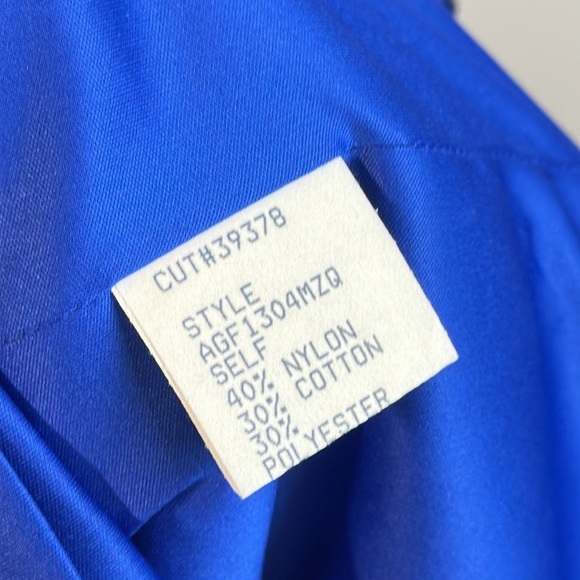 CUT#39378
STYLE
AGF1304MZQ
SELF
40% NYLON
30% COTTON
30%
POLYESTER